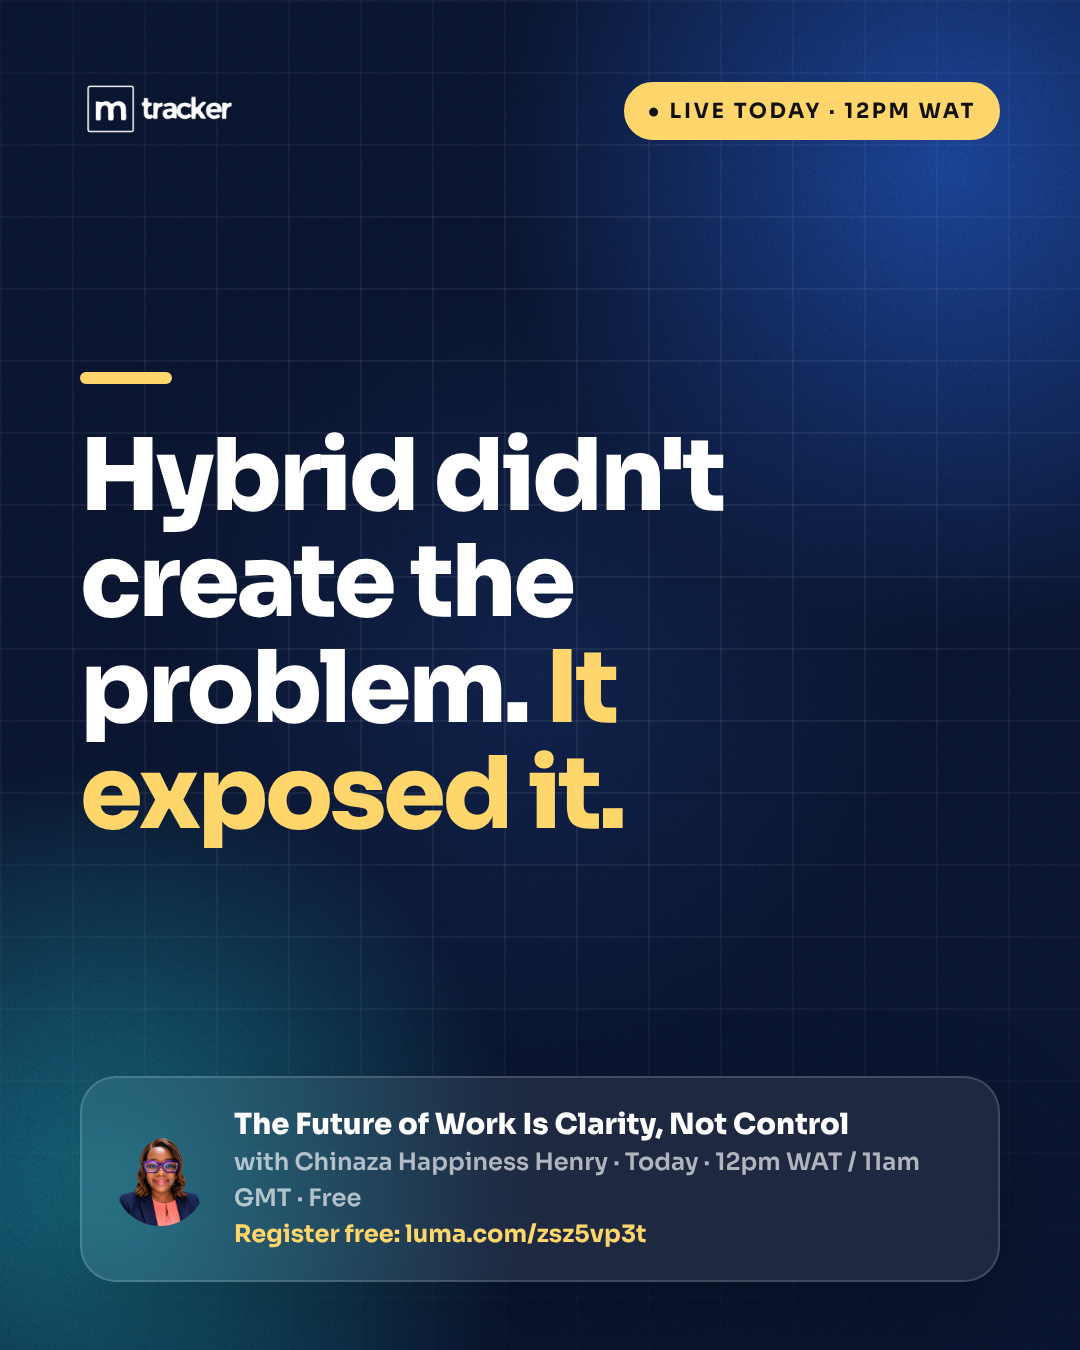 m tracker
• LIVE TODAY · 12PM WAT
Hybrid didn't
create the
problem. It
exposed it.
The Future of Work Is Clarity, Not Control
with Chinaza Happiness Henry · Today · 12pm WAT / 11am
GMT · Free
Register free: luma.com/zsz5vp3t